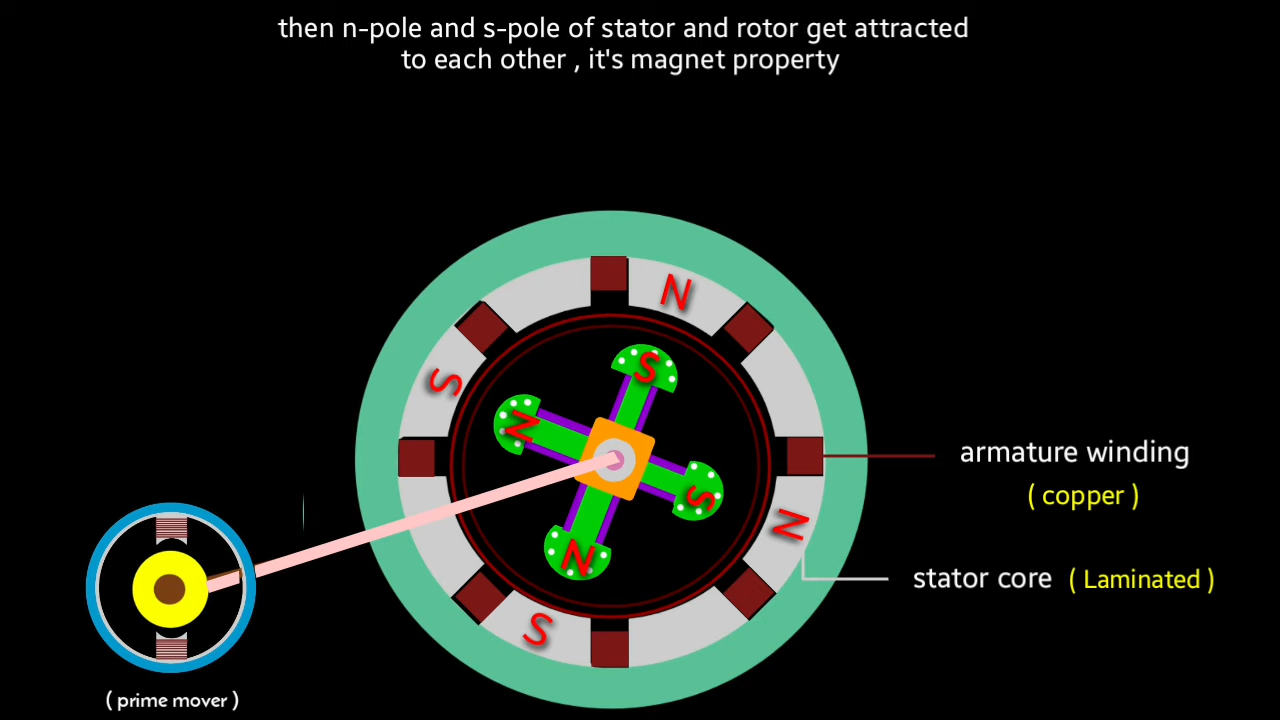 then n-pole and s-pole of stator and rotor get attracted
to each other , it's magnet property
N
S
S
N
armature winding
( copper )
S
N
N
stator core ( Laminated )
S
( prime mover )